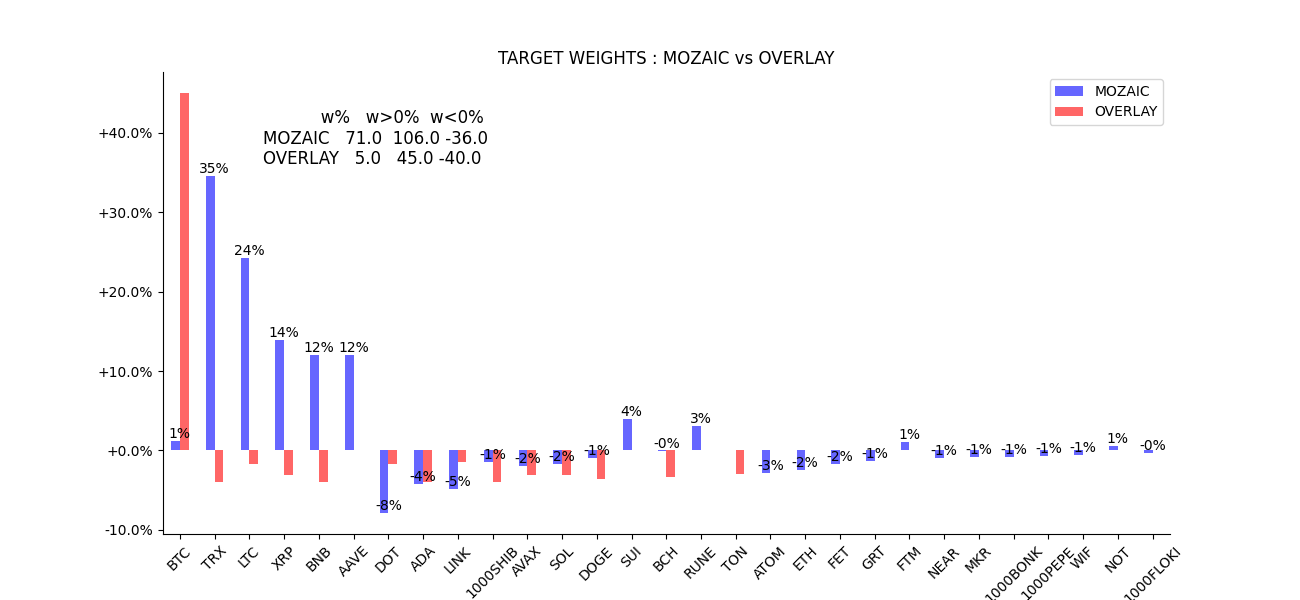 TARGET WEIGHTS : MOZAIC vs OVERLAY
MOZAIC
OVERLAY
w% w>0% w<0%
MOZAIC 71.0 106.0 -36.0
OVERLAY 5.0 45.0 -40.0
+40.0%
+30.0%
+20.0%
+10.0%
+0.0%
-10.0%
1%
35%
24%
14%
12%
12%
-8%
-4%
-5%
-1%
-2%
-2%
-1%
4%
-0%
3%
-3%
-2%
-2%
-1%
1%
-1%
-1%
-1%
-1%
-1%
1%
-0%
BTC
TRX
LTC
XRP
BNB
AAVE
DOT
ADA
LINK
1000SHIB
AVAX
SOL
DOGE
SUI
BCH
RUNE
TON
ATOM
ETH
FET
GRT
FTM
NEAR
MKR
1000BONK
1000PEPE
WIF
NOT
1000FLOKI